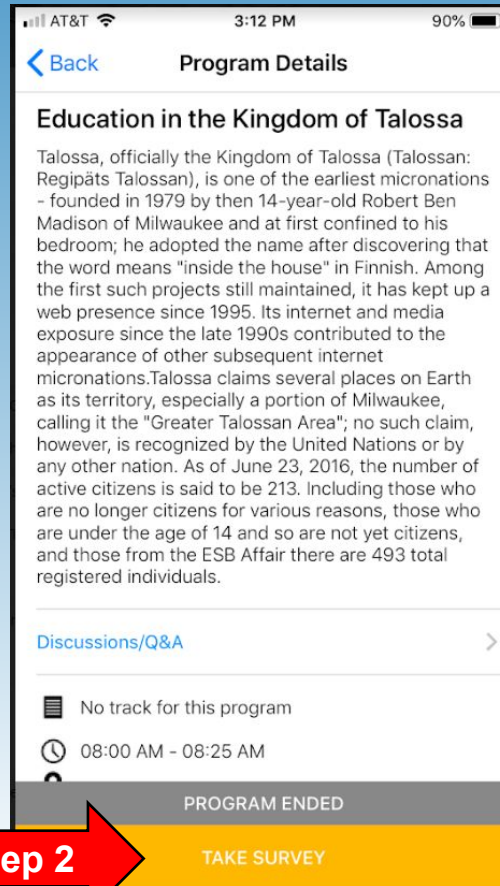 AT&T 3:12 PM 90%
Back Program Details
Education in the Kingdom of Talossa
Talossa, officially the Kingdom of Talossa (Talossan:
Regipäts Talossan), is one of the earliest micronations
- founded in 1979 by then 14-year-old Robert Ben
Madison of Milwaukee and at first confined to his
bedroom; he adopted the name after discovering that
the word means "inside the house" in Finnish. Among
the first such projects still maintained, it has kept up a
web presence since 1995. Its internet and media
exposure since the late 1990s contributed to the
appearance of other subsequent internet
micronations.Talossa claims several places on Earth
as its territory, especially a portion of Milwaukee,
calling it the "Greater Talossan Area"; no such claim,
however, is recognized by the United Nations or by
any other nation. As of June 23, 2016, the number of
active citizens is said to be 213. Including those who
are no longer citizens for various reasons, those who
are under the age of 14 and so are not yet citizens,
and those from the ESB Affair there are 493 total
registered individuals.
Discussions/Q&A
No track for this program
08:00 AM - 08:25 AM
PROGRAM ENDED
ep 2
TAKE SURVEY